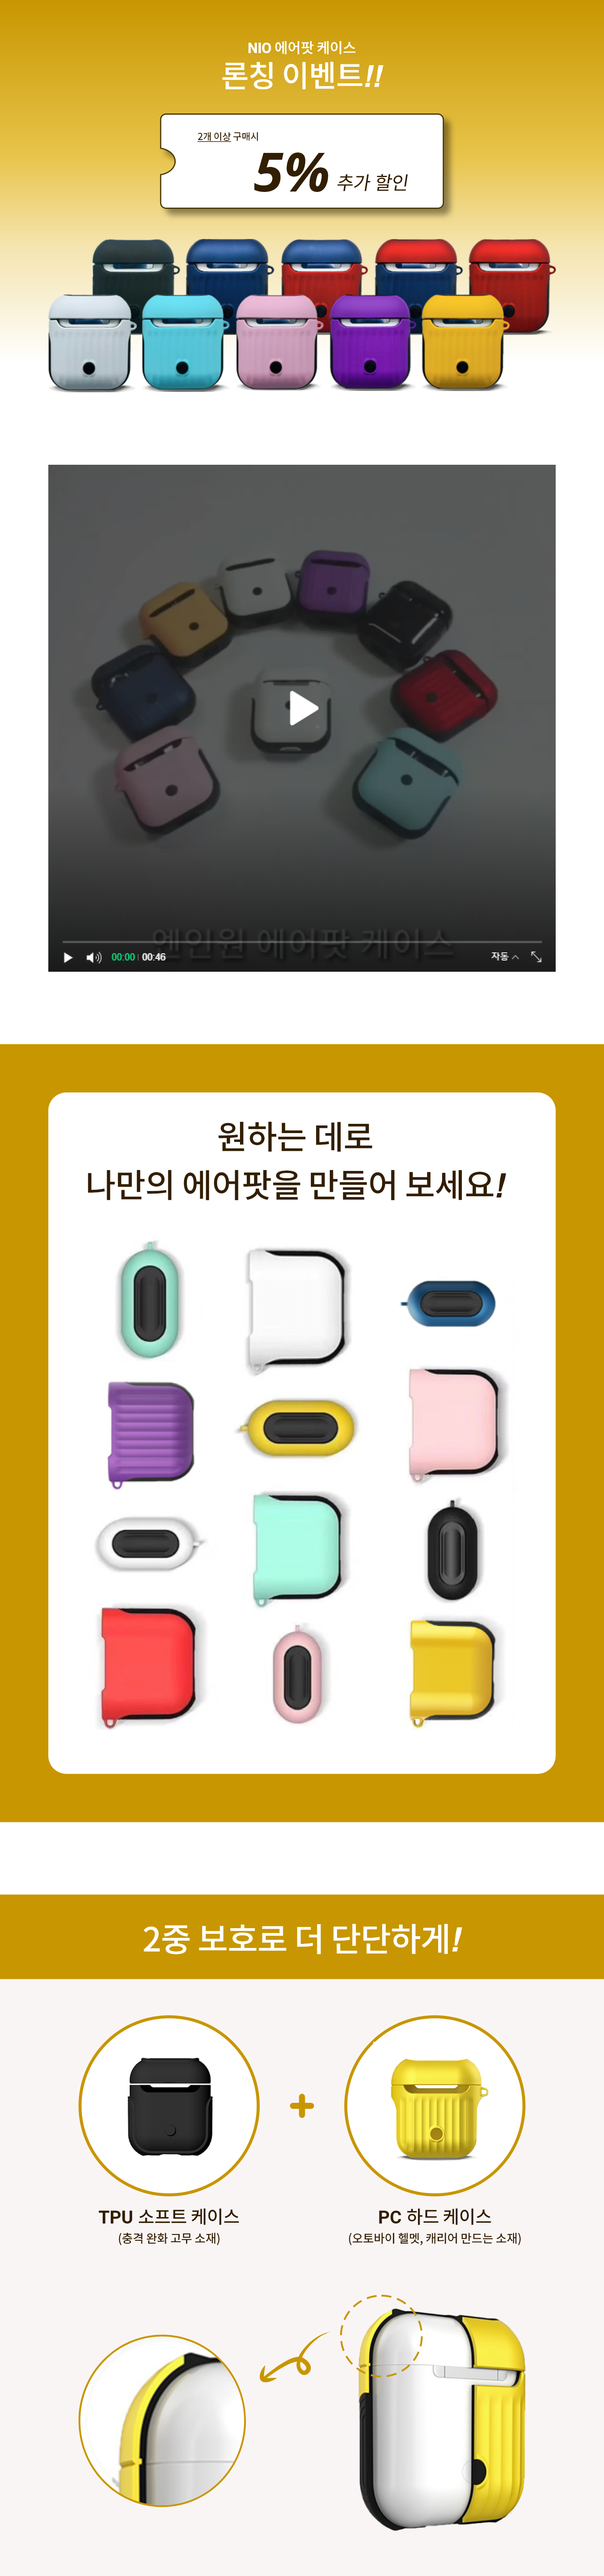 NIO 에어팟 케이스
론칭 이벤트!!
2개 이상 구매시
5% 추가 할인
엔인원 에어팟 케이스
00:00 | 00:46
자동
원하는 데로
나만의 에어팟을 만들어 보세요!
2중 보호로 더 단단하게!
TPU 소프트 케이스
(충격 완화 고무 소재)
PC 하드 케이스
(오토바이 헬멧, 캐리어 만드는 소재)